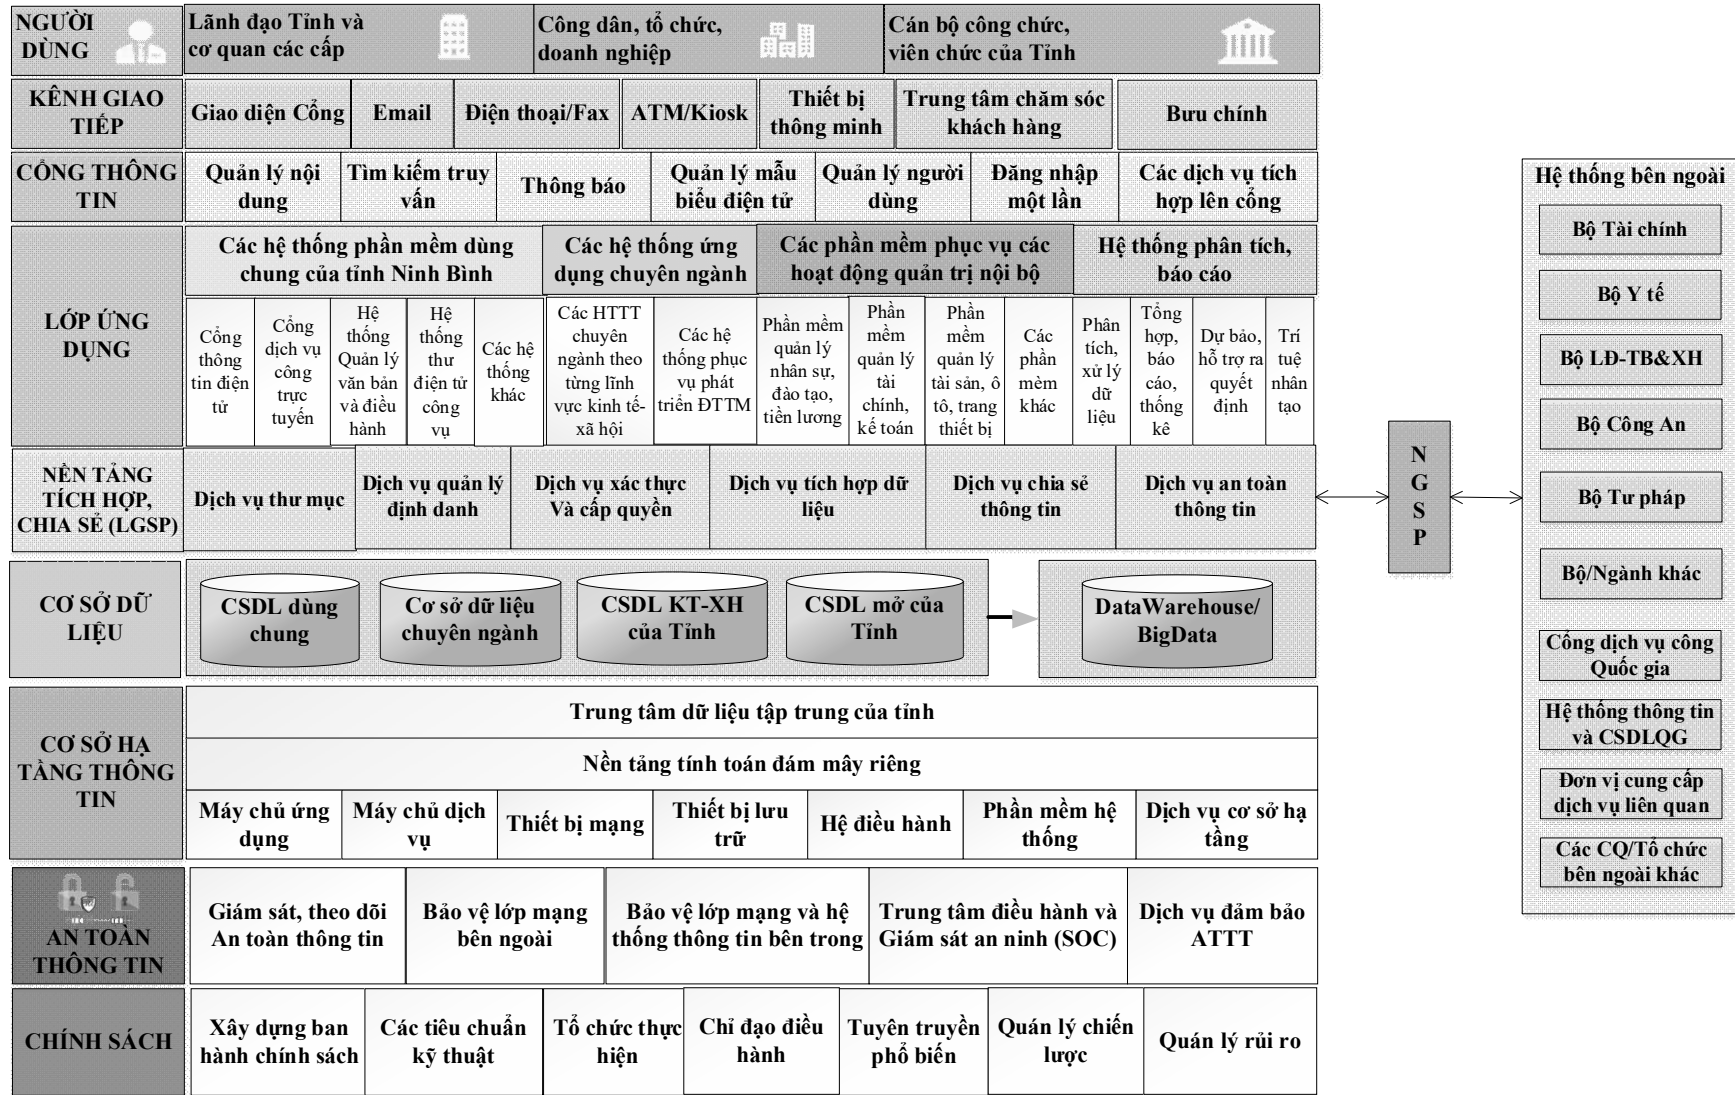 NGƯỜI
DÙNG
Lãnh đạo Tỉnh và
cơ quan các cấp
Công dân, tổ chức,
doanh nghiệp
Cán bộ công chức,
viên chức của Tỉnh
KÊNH GIAO
TIẾP
Giao diện Cổng
Email
Điện thoại/Fax
ATM/Kiosk
Thiết bị
thông minh
Trung tâm chăm sóc
khách hàng
Bưu chính
CỔNG THÔNG
TIN
Quản lý nội
dung
Tìm kiếm truy
vấn
Thông báo
Quản lý mẫu
biểu điện tử
Quản lý người
dùng
Đăng nhập
một lần
Các dịch vụ tích
hợp lên cổng
LỚP ỨNG
DỤNG
Các hệ thống phần mềm dùng
chung của tỉnh Ninh Bình
Các hệ thống ứng
dụng chuyên ngành
Các phần mềm phục vụ các
hoạt động quản trị nội bộ
Hệ thống phân tích,
báo cáo
Cổng
thông
tin điện
tử
Cổng
dịch vụ
công
trực
tuyến
Hệ
thống
Quản lý
văn bản
và điều
hành
Hệ
thống
thư
điện tử
công
vụ
Các hệ
thống
khác
Các HTTT
chuyên
ngành theo
từng lĩnh
vực kinh tế-
xã hội
Các hệ
thống phục
vụ phát
triển ĐTTM
Phần mềm
quản lý
nhân sự,
đào tạo,
tiền lương
Phần
mềm
quản lý
tài
chính,
kế toán
Phần
mềm
quản lý
tài sản, ô
tô, trang
thiết bị
Các
phần
mèm
khác
Phân
tích,
xử lý
dữ
liệu
Tổng
hợp,
báo
cáo,
thống
kê
Dự báo,
hỗ trợ ra
quyết
định
Trí
tuệ
nhân
tạo
NỀN TẢNG
TÍCH HỢP,
CHIA SẺ (LGSP)
Dịch vụ thư mục
Dịch vụ quản lý
định danh
Dịch vụ xác thực
Và cấp quyền
Dịch vụ tích hợp dữ
liệu
Dịch vụ chia sẻ
thông tin
Dịch vụ an toàn
thông tin
CƠ SỞ DỮ
LIỆU
CSDL dùng
chung
Cơ sở dữ liệu
chuyên ngành
CSDL KT-XH
của Tỉnh
CSDL mở của
Tỉnh
DataWarehouse/
BigData
CƠ SỞ HẠ
TẦNG THÔNG
TIN
Trung tâm dữ liệu tập trung của tỉnh
Nền tảng tính toán đám mây riêng
Máy chủ ứng
dụng
Máy chủ dịch
vụ
Thiết bị mạng
Thiết bị lưu
trữ
Hệ điều hành
Phần mềm hệ
thống
Dịch vụ cơ sở hạ
tầng
AN TOÀN
THÔNG TIN
Giám sát, theo dõi
An toàn thông tin
Bảo vệ lớp mạng
bên ngoài
Bảo vệ lớp mạng và hệ
thống thông tin bên trong
Trung tâm điều hành và
Giám sát an ninh (SOC)
Dịch vụ đảm bảo
ATTT
CHÍNH SÁCH
Xây dựng ban
hành chính sách
Các tiêu chuẩn
kỹ thuật
Tổ chức thực
hiện
Chỉ đạo điều
hành
Tuyên truyền
phổ biến
Quán lý chiến
lược
Quán lý rủi ro
N
G
S
P
Hệ thống bên ngoài
Bộ Tài chính
Bộ Y tế
Bộ LĐ-TB&XH
Bộ Công An
Bộ Tư pháp
Bộ/Ngành khác
Cổng dịch vụ công
Quốc gia
Hệ thống thông tin
và CSDLQG
Đơn vị cung cấp
dịch vụ liên quan
Các CQ/Tổ chức
bên ngoài khác